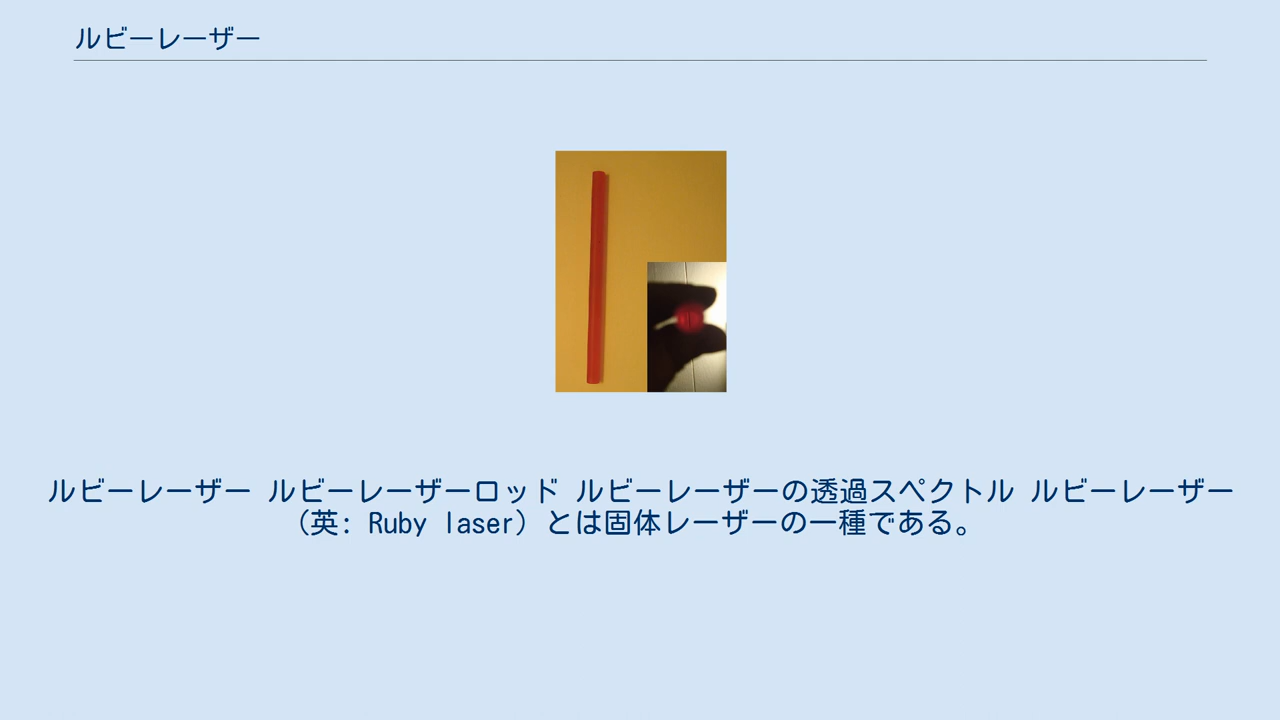 ルビーレーザー
ルビーレーザー ルビーレーザーロッド ルビーレーザーの透過スペクトル ルビーレーザー
（英: Ruby laser）とは固体レーザーの一種である。